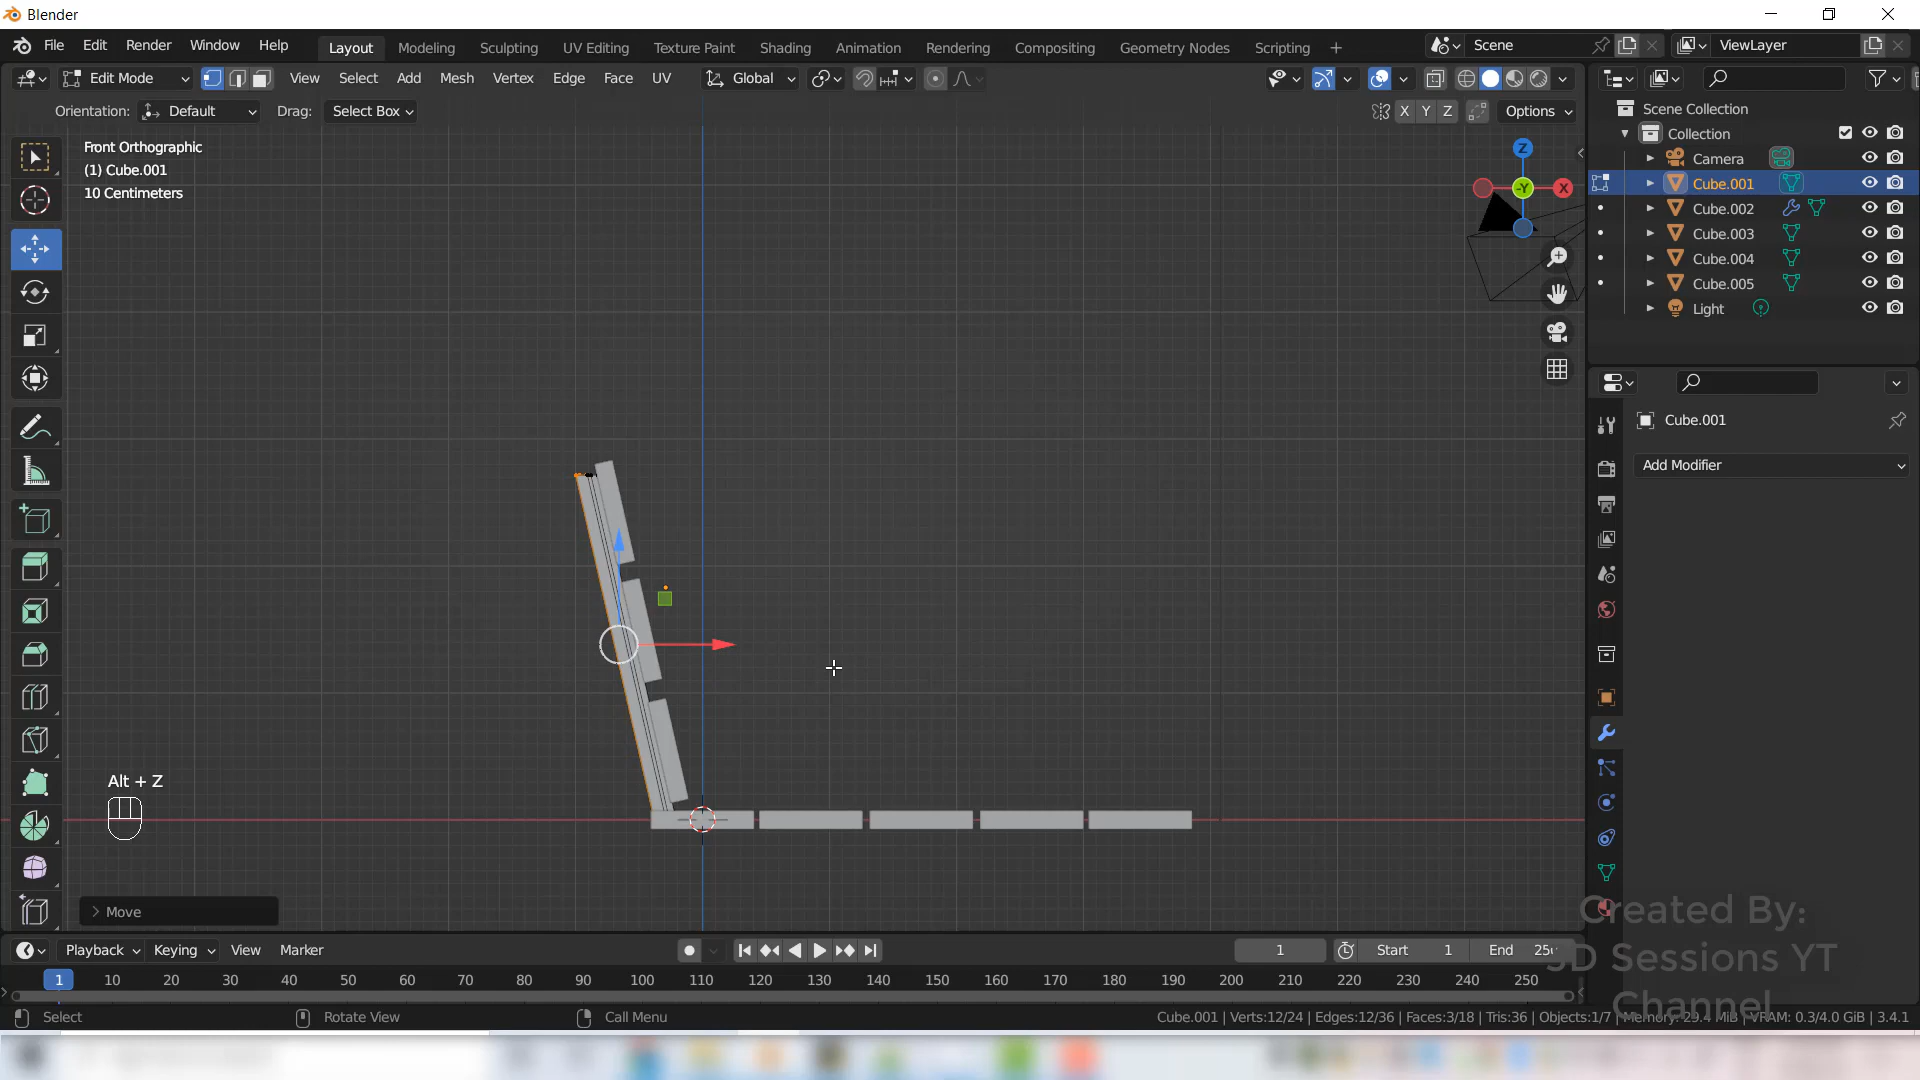 Blender
File Edit Render Window Help Layout Modeling Sculpting UV Editing Texture Paint Shading Animation Rendering Compositing Geometry Nodes Scripting + Scene ViewLayer
Edit Mode View Select Add Mesh Vertex Edge Face UV Global
Orientation: Default Drag: Select Box X Y Z Options
Front Orthographic
(1) Cube.001
10 Centimeters
Z
-Y
X
Scene Collection
Collection
Camera
Cube.001
Cube.002
Cube.003
Cube.004
Cube.005
Light
Cube.001
Add Modifier
Alt + Z
Move
Created By:
3D Sessions YT
Channel
Playback Keying View Marker 1 Start 1 End
1 10 20 30 40 50 60 70 80 90 100 110 120 130 140 150 160 170 180 190 200 210 220 230 240 250
Select Rotate View Call Menu Cube.001 | Verts:12/24 | Edges:12/36 | Faces:3/18 | Tris:36 | Objects:1/7 | Memory: 29.4 MiB | VRAM: 0.3/4.0 GiB | 3.4.1